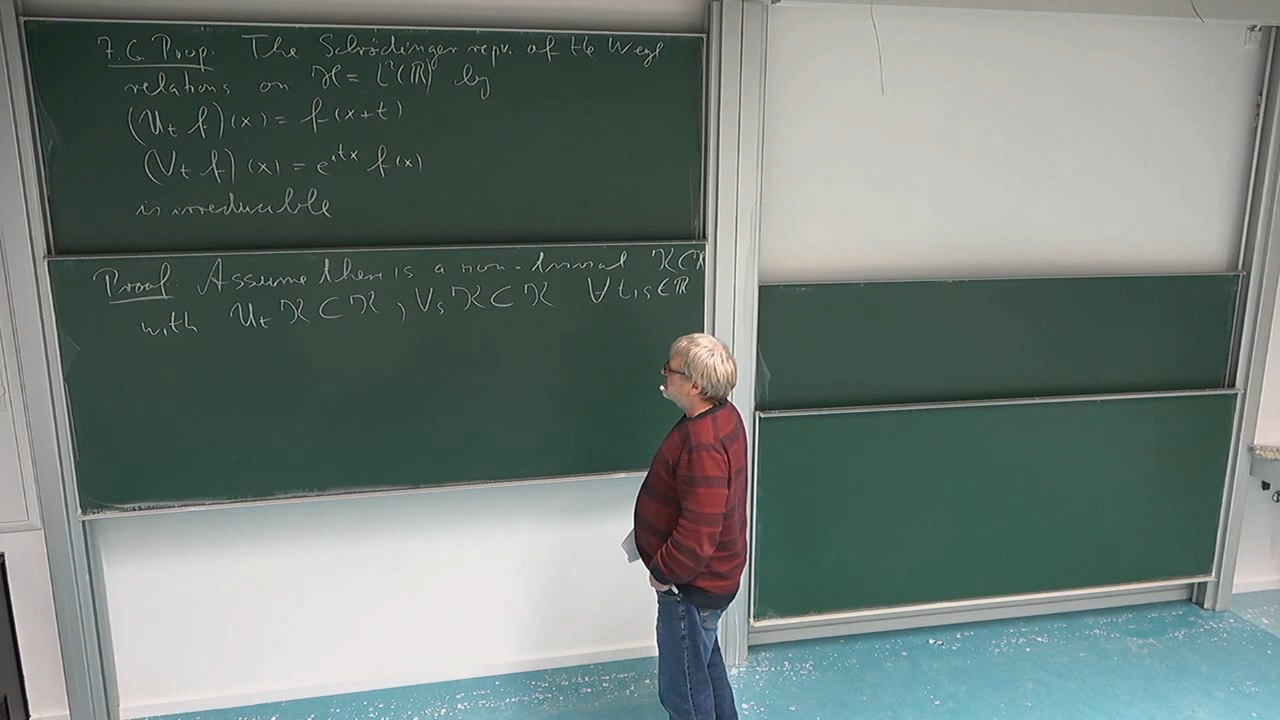 7.6. Prop. The Schrödinger repr. of the Weyl
relations on ℋ = L²(ℝ) by
(U_t f)(x) = f(x+t)
(V_t f)(x) = e^{itx} f(x)
is irreducible
Proof. Assume there is a non-trivial 𝒦 ⊂ ℋ
with U_t 𝒦 ⊂ 𝒦, V_s 𝒦 ⊂ 𝒦 ∀ t,s ∈ ℝ